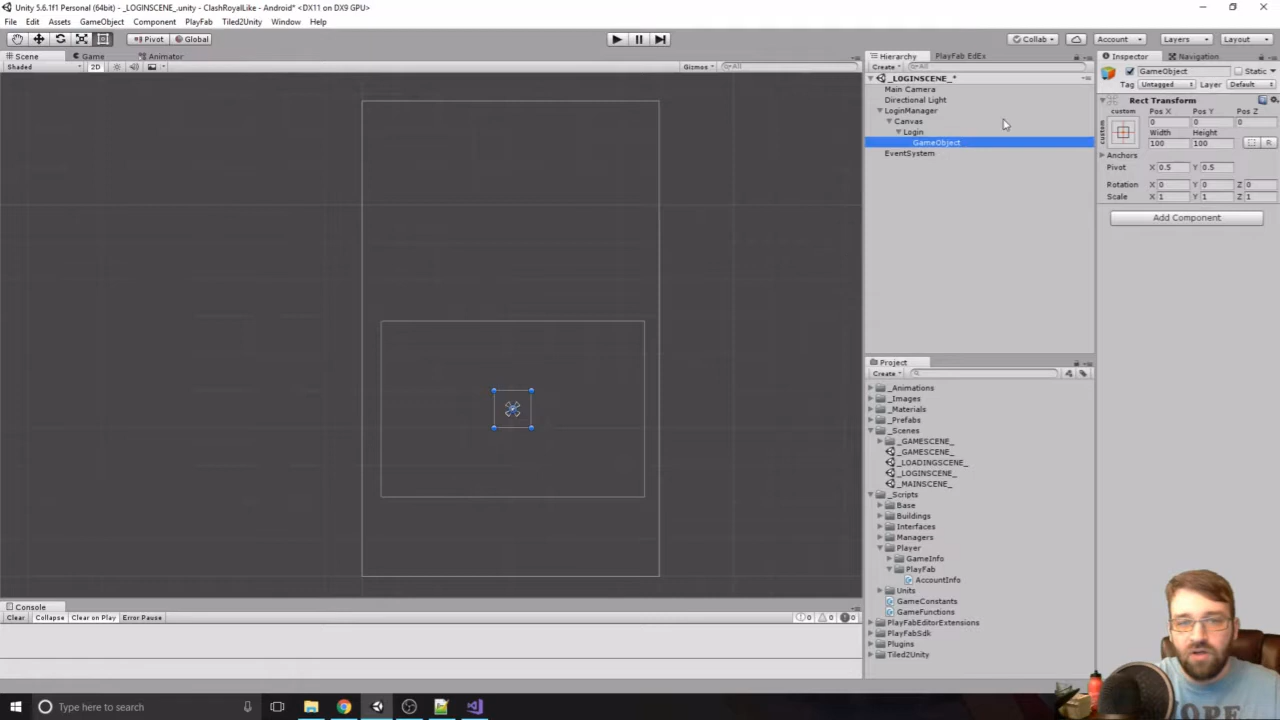 Unity 5.6.1f1 Personal (64bit) - _LOGINSCENE_.unity - ClashRoyalLike - Android* <DX11 on DX9 GPU>
File Edit Assets GameObject Component PlayFab Tiled2Unity Window Help
Pivot Global Collab Account Layers Layout
Scene Game Animator
Shaded 2D Gizmos All
Hierarchy PlayFab EdEx
Create All
_LOGINSCENE_*
Main Camera
Directional Light
LoginManager
Canvas
Login
GameObject
EventSystem
Inspector Navigation
GameObject Static
Tag Untagged Layer Default
Rect Transform
custom Pos X Pos Y Pos Z
custom 0 0 0
Width Height
100 100 R
Anchors
Pivot X 0.5 Y 0.5
Rotation X 0 Y 0 Z 0
Scale X 1 Y 1 Z 1
Add Component
Project
Create
_Animations
_Images
_Materials
_Prefabs
_Scenes
_GAMESCENE_
_GAMESCENE_
_LOADINGSCENE_
_LOGINSCENE_
_MAINSCENE_
_Scripts
Base
Buildings
Interfaces
Managers
Player
GameInfo
PlayFab
AccountInfo
Units
GameConstants
GameFunctions
PlayFabEditorExtensions
PlayFabSdk
Plugins
Tiled2Unity
Console
Clear Collapse Clear on Play Error Pause 0 0 0
Type here to search